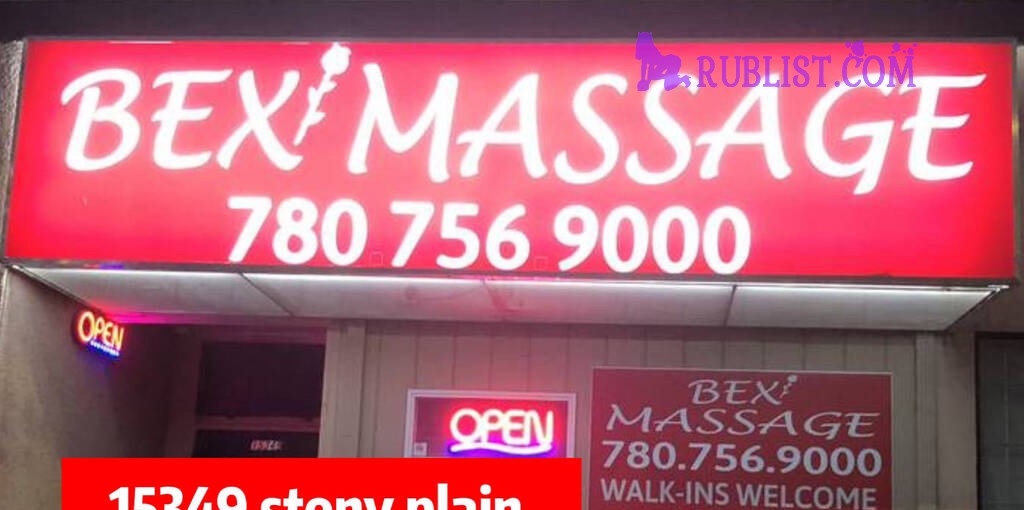 RUBLIST.COM
BEX MASSAGE
780 756 9000
OPEN
OPEN
15349
BEX
MASSAGE
780.756.9000
WALK-INS WELCOME
15349 stony plain